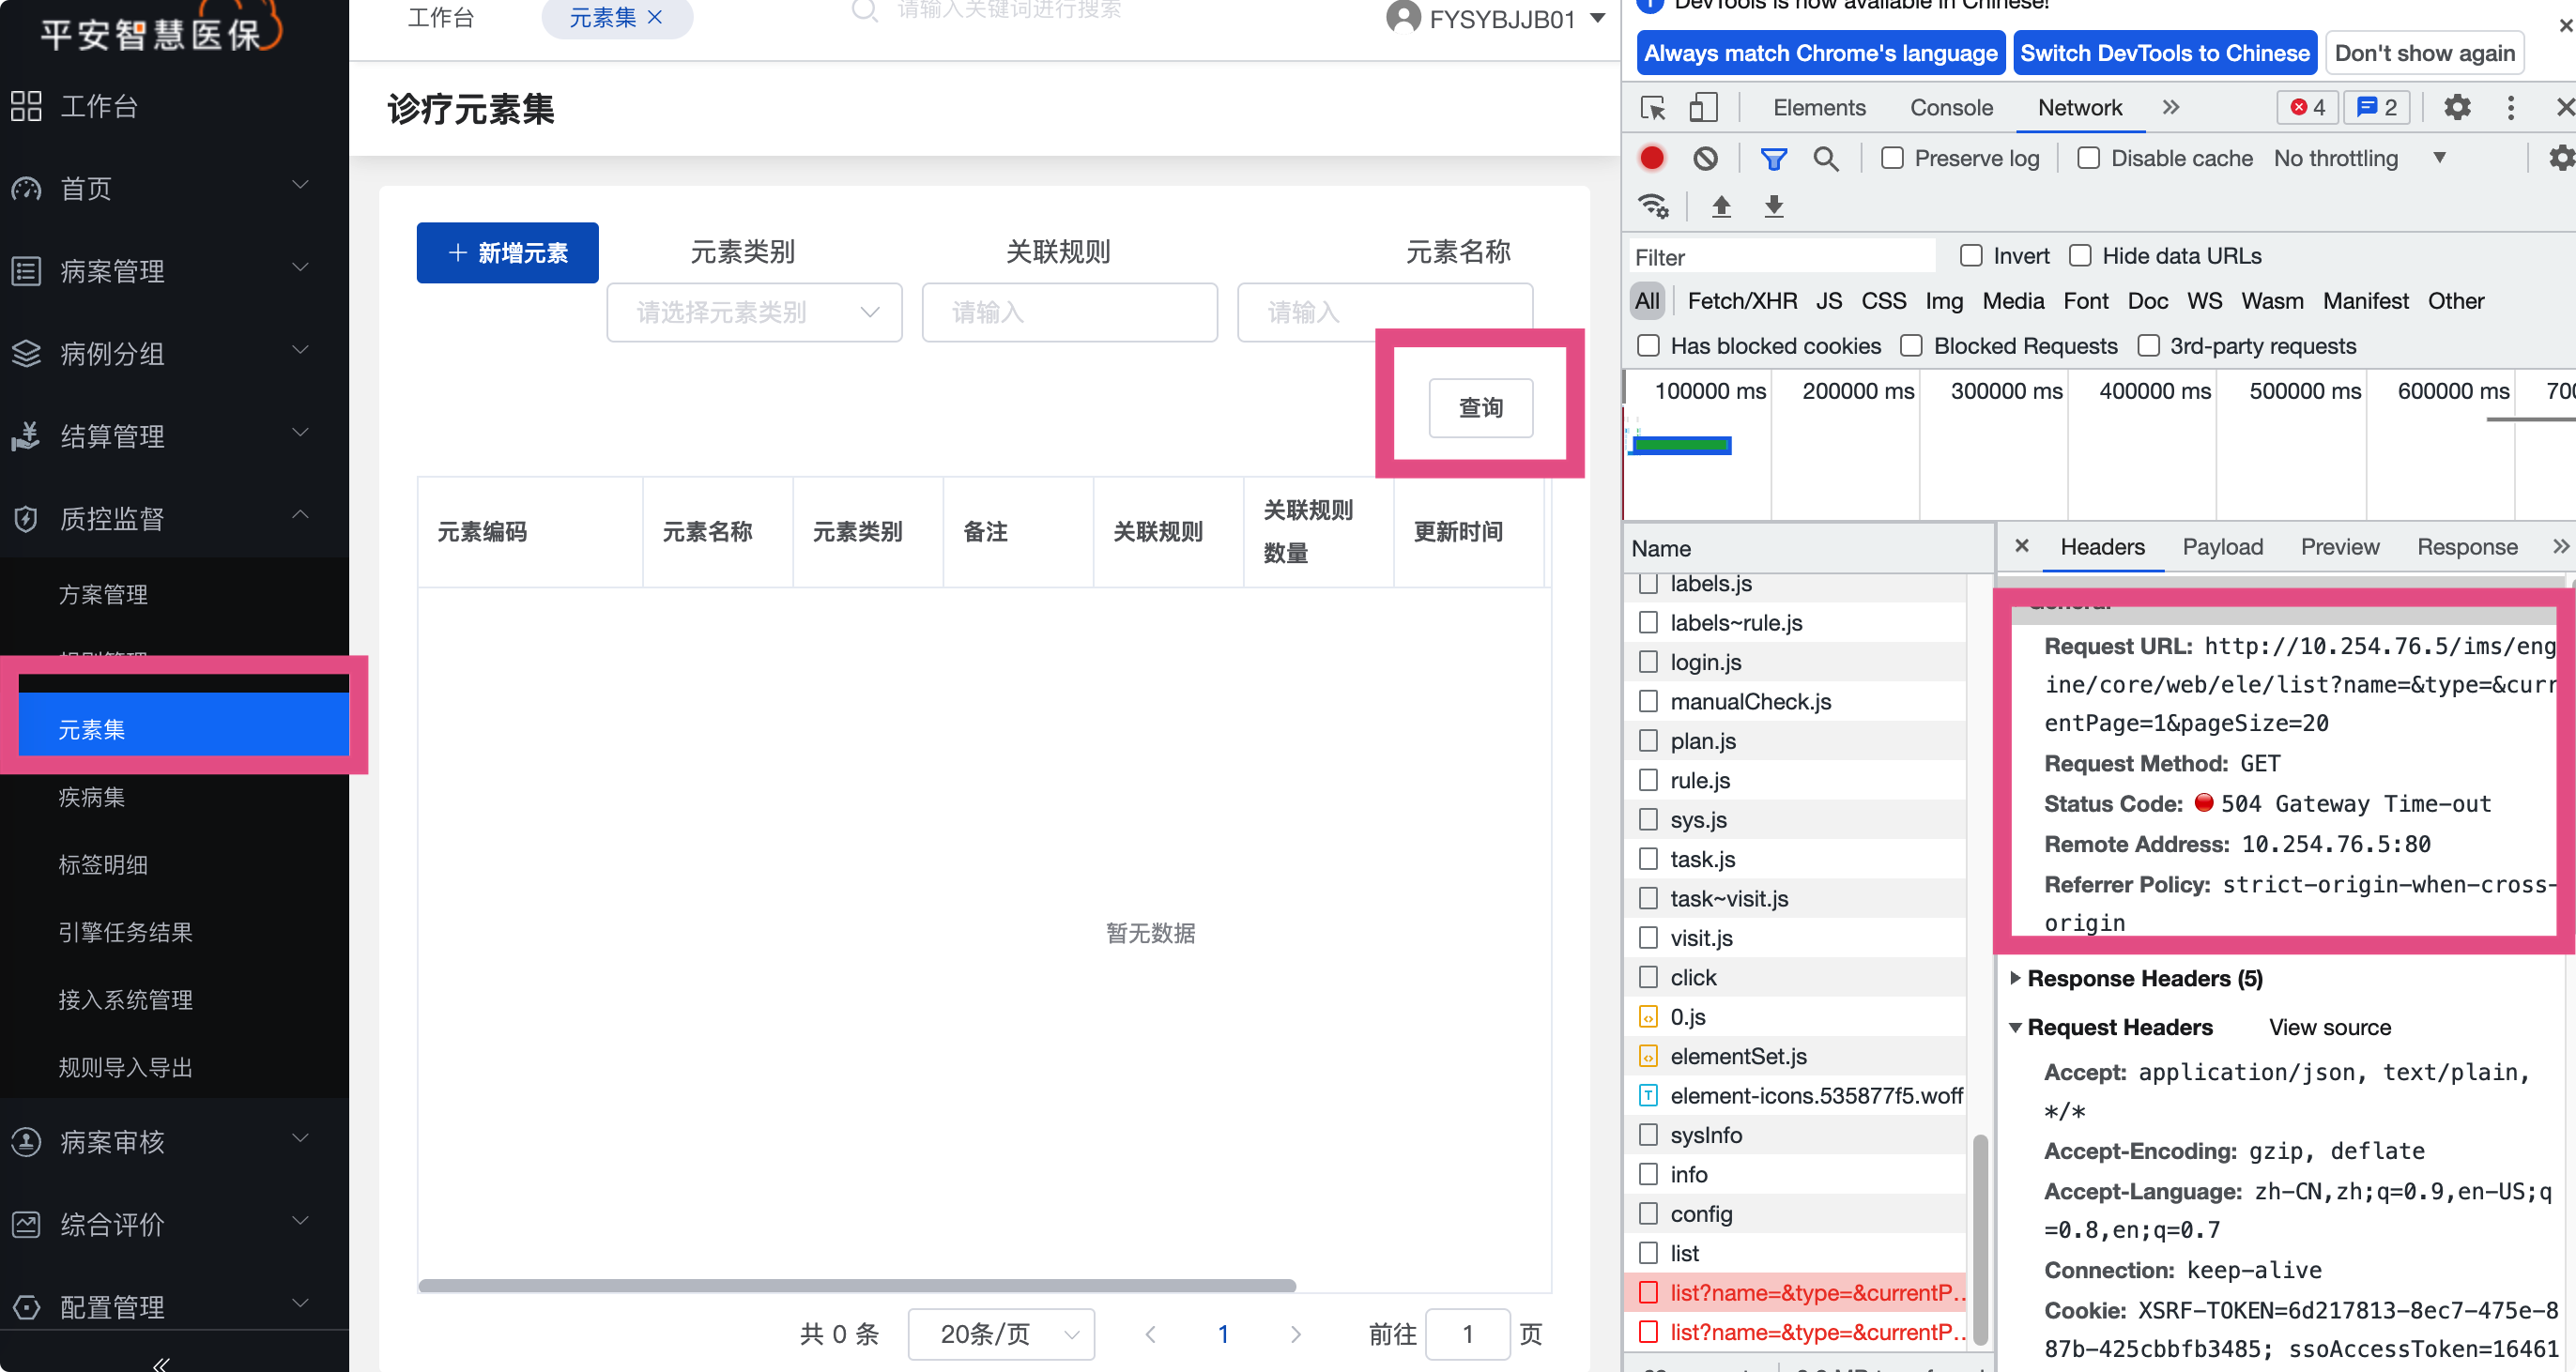 平安智慧医保
工作台
首页
病案管理
病例分组
结算管理
质控监督
方案管理
元素集
疾病集
标签明细
引擎任务结果
接入系统管理
规则导入导出
病案审核
综合评价
配置管理
工作台
元素集
请输入关键词进行搜索
FYSYBJJB01
诊疗元素集
新增元素
元素类别
关联规则
元素名称
请选择元素类别
请输入
请输入
查询
元素编码 元素名称 元素类别 备注 关联规则 关联规则数量 更新时间
暂无数据
共 0 条
20条/页
1
前往 1 页
DevTools is now available in Chinese!
Always match Chrome's language
Switch DevTools to Chinese
Don't show again
Elements Console Network
4
2
Preserve log
Disable cache
No throttling
Filter
Invert
Hide data URLs
All Fetch/XHR JS CSS Img Media Font Doc WS Wasm Manifest Other
Has blocked cookies
Blocked Requests
3rd-party requests
100000 ms 200000 ms 300000 ms 400000 ms 500000 ms 600000 ms
Name
labels.js
labels~rule.js
login.js
manualCheck.js
plan.js
rule.js
sys.js
task.js
task~visit.js
visit.js
click
0.js
elementSet.js
element-icons.535877f5.woff
sysInfo
info
config
list
list?name=&type=&currentP...
list?name=&type=&currentP...
Headers Payload Preview Response
Request URL: http://10.254.76.5/ims/eng
ine/core/web/ele/list?name=&type=&curr
entPage=1&pageSize=20
Request Method: GET
Status Code: 504 Gateway Time-out
Remote Address: 10.254.76.5:80
Referrer Policy: strict-origin-when-cross-
origin
Response Headers (5)
Request Headers
View source
Accept: application/json, text/plain,
*/*
Accept-Encoding: gzip, deflate
Accept-Language: zh-CN,zh;q=0.9,en-US;q
=0.8,en;q=0.7
Connection: keep-alive
Cookie: XSRF-TOKEN=6d217813-8ec7-475e-8
87b-425cbbfb3485; ssoAccessToken=16461